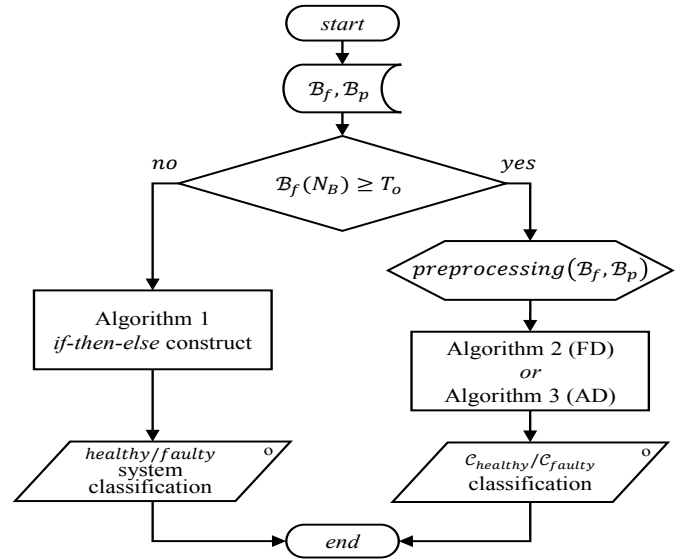 start
ℬ_f, ℬ_p
no
yes
ℬ_f(N_B) ≥ T_o
preprocessing(ℬ_f, ℬ_p)
Algorithm 1
if-then-else construct
Algorithm 2 (FD)
or
Algorithm 3 (AD)
healthy/faulty
system
classification
o
𝒞_healthy/𝒞_faulty
classification
o
end